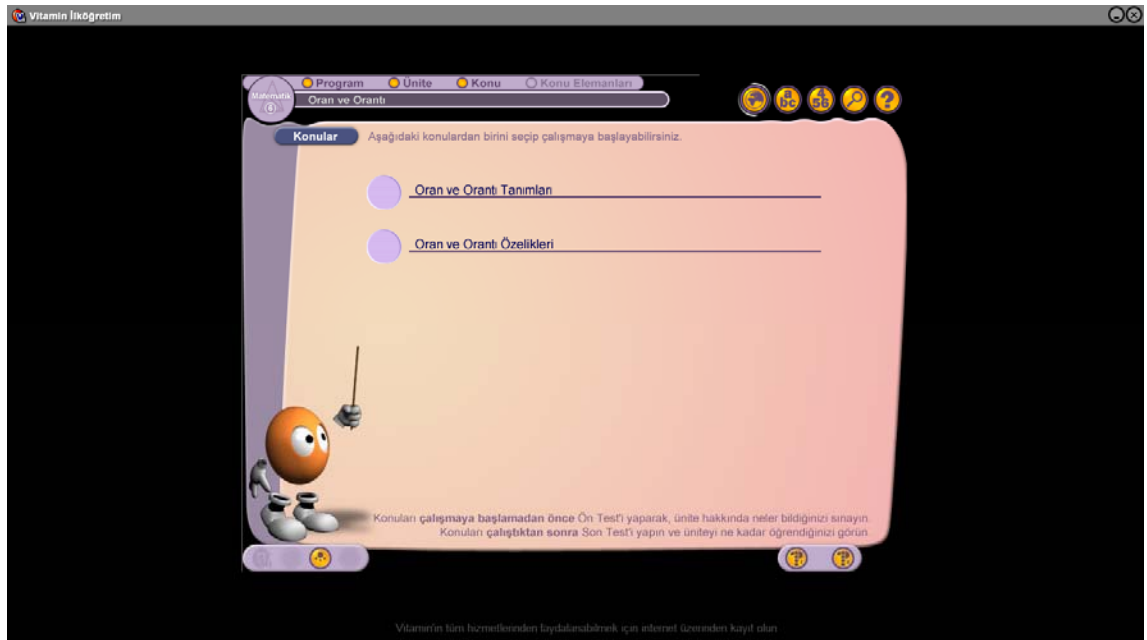 Vitamin İlköğretim
Program Ünite Konu Konu Elemanları
Matematik
6
Oran ve Orantı
a
bc
4
56
?
Konular Aşağıdaki konulardan birini seçip çalışmaya başlayabilirsiniz.
Oran ve Orantı Tanımları
Oran ve Orantı Özelikleri
Konuları çalışmaya başlamadan önce Ön Test'i yaparak, ünite hakkında neler bildiğinizi sınayın.
Konuları çalıştıktan sonra Son Test'i yapın ve üniteyi ne kadar öğrendiğinizi görün
Vitamin'in tüm hizmetlerinden faydalanabilmek için internet üzerinden kayıt olun